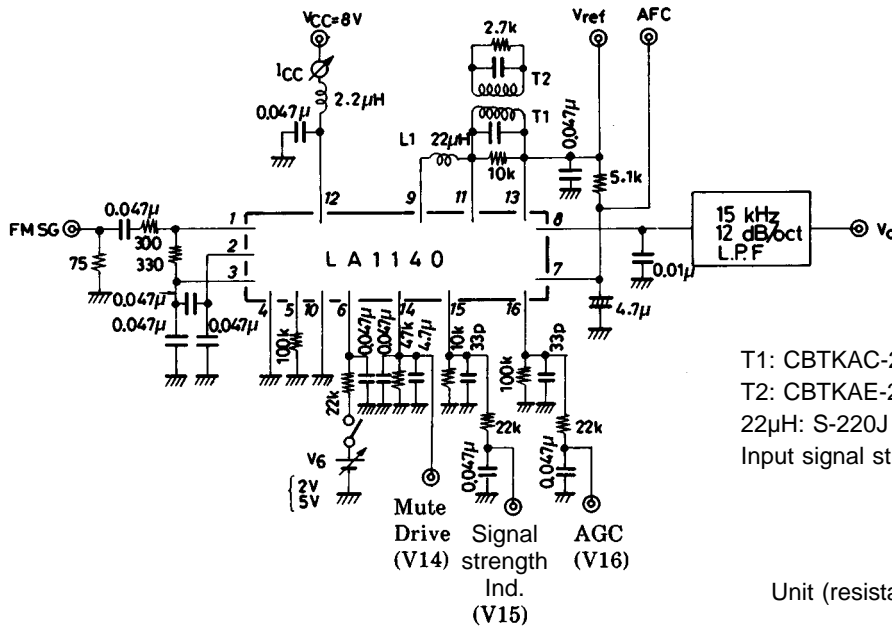 VCC=8V
Vref
AFC
2.7k
ICC
T2
0.047µ
2.2µH
T1
0.047µ
L1
22µH
10k
5.1k
12
9
11
13
FM SG
0.047µ
1
8
15 kHz
12 dB/oct
L.P.F
300
2
75
330
LA1140
3
7
0.01µ
0.047µ
4.7µ
4
5
10
6
14
15
16
0.047µ
0.047µ
100k
0.047µ
0.047µ
47k
4.7µ
10k
33p
100k
33p
22k
22k
22k
V6
2V
5V
0.047µ
0.047µ
T1: CBTKAC-2
T2: CBTKAE-2
22µH: S-220J
Input signal st
Mute
Drive
(V14)
Signal
strength
Ind.
(V15)
AGC
(V16)
Unit (resista